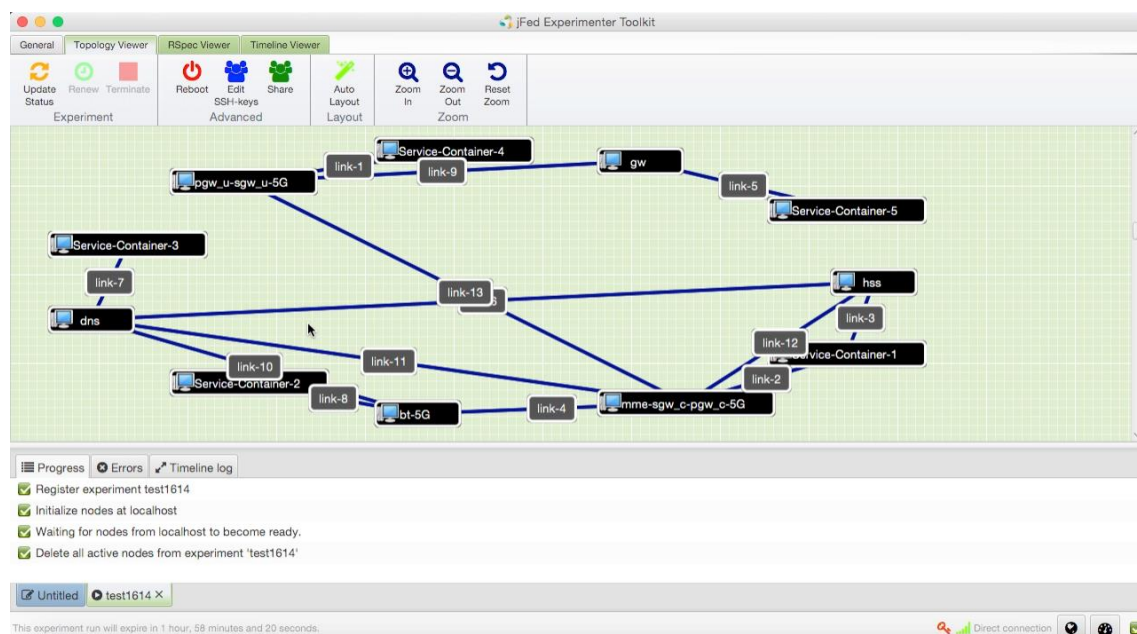 jFed Experimenter Toolkit
General Topology Viewer RSpec Viewer Timeline Viewer
Update Status Renew Terminate Reboot Edit SSH-keys Share Auto Layout Zoom In Zoom Out Reset Zoom
Experiment Advanced Layout Zoom
Service-Container-4
link-1
link-9
gw
pgw_u-sgw_u-5G
link-5
Service-Container-5
Service-Container-3
link-7
hss
link-13
dns
link-3
link-12
link-11
link-10
Service-Container-2
link-2
link-8
mme-sgw_c-pgw_c-5G
bt-5G
link-4
Progress Errors Timeline log
Register experiment test1614
Initialize nodes at localhost
Waiting for nodes from localhost to become ready.
Delete all active nodes from experiment 'test1614'
Untitled test1614
This experiment run will expire in 1 hour, 58 minutes and 20 seconds.
Direct connection